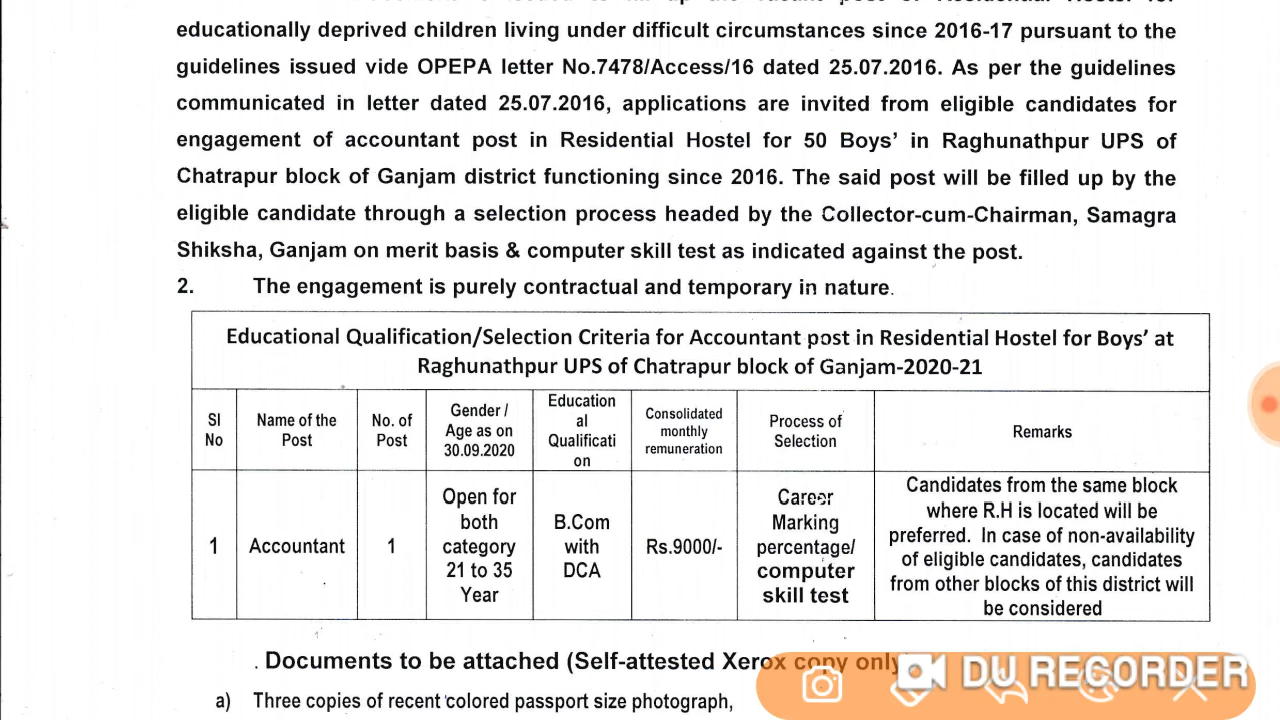 educationally deprived children living under difficult circumstances since 2016-17 pursuant to the
guidelines issued vide OPEPA letter No.7478/Access/16 dated 25.07.2016. As per the guidelines
communicated in letter dated 25.07.2016, applications are invited from eligible candidates for
engagement of accountant post in Residential Hostel for 50 Boys' in Raghunathpur UPS of
Chatrapur block of Ganjam district functioning since 2016. The said post will be filled up by the
eligible candidate through a selection process headed by the Collector-cum-Chairman, Samagra
Shiksha, Ganjam on merit basis & computer skill test as indicated against the post.
2. The engagement is purely contractual and temporary in nature.
Educational Qualification/Selection Criteria for Accountant post in Residential Hostel for Boys' at
Raghunathpur UPS of Chatrapur block of Ganjam-2020-21
Sl
No
Name of the
Post
No. of
Post
Gender /
Age as on
30.09.2020
Education
al
Qualificati
on
Consolidated
monthly
remuneration
Process of
Selection
Remarks
1
Accountant
1
Open for
both
category
21 to 35
Year
B.Com
with
DCA
Rs.9000/-
Career
Marking
percentage/
computer
skill test
Candidates from the same block
where R.H is located will be
preferred. In case of non-availability
of eligible candidates, candidates
from other blocks of this district will
be considered
. Documents to be attached (Self-attested Xerox copy only
a) Three copies of recent colored passport size photograph,
DU RECORDER